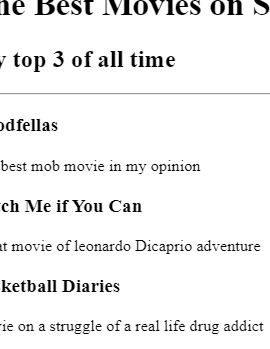 he Best Movies on S
y top 3 of all time
odfellas
best mob movie in my opinion
tch Me if You Can
at movie of leonardo Dicaprio adventure
sketball Diaries
vie on a struggle of a real life drug addict